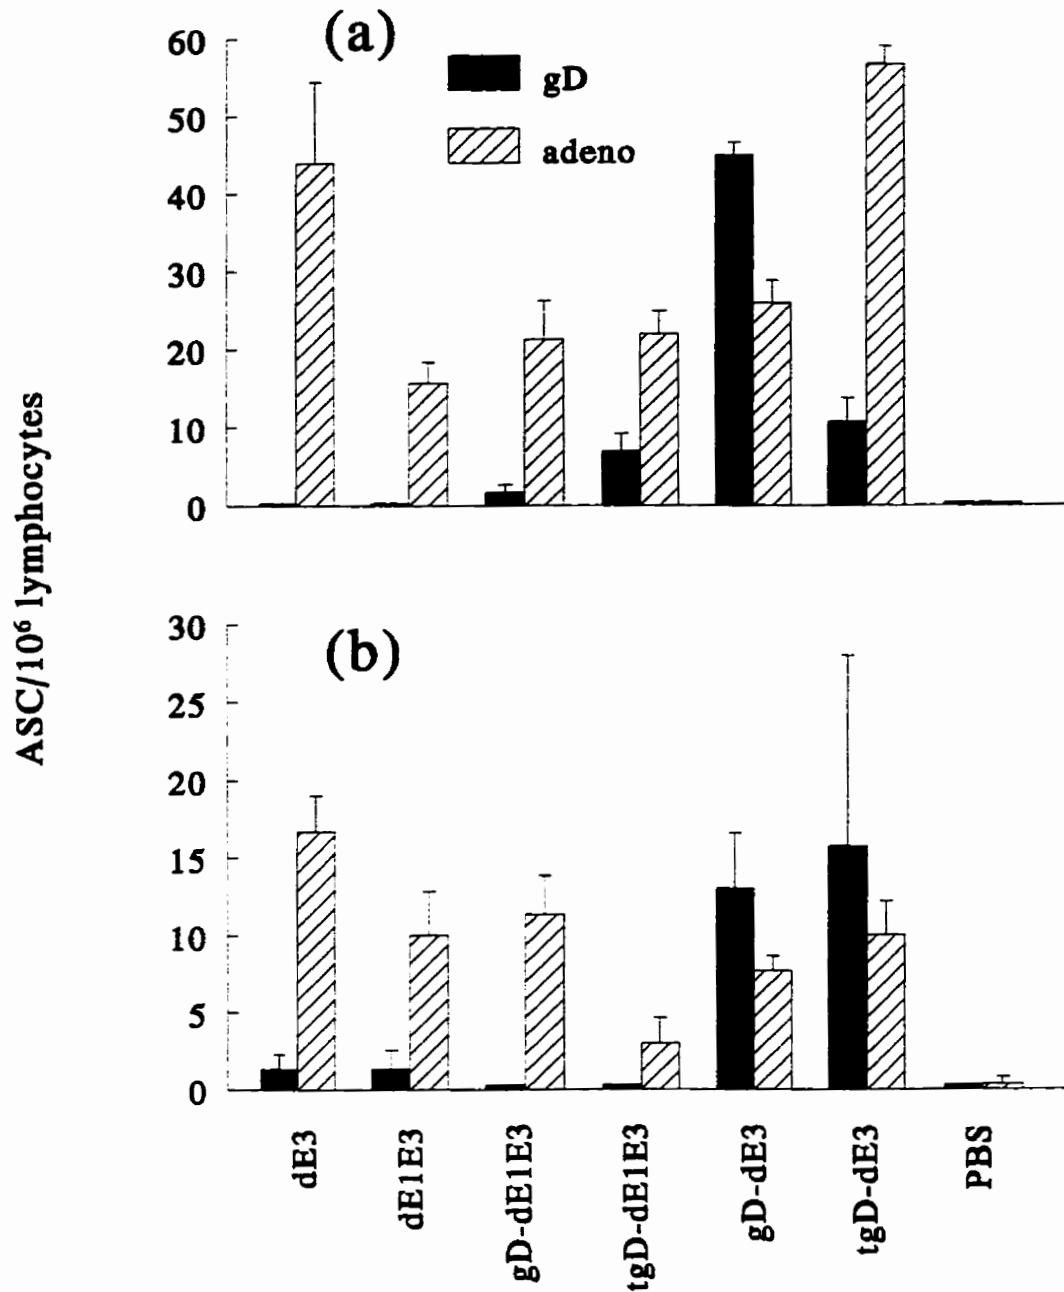 (a)
gD
adeno
60
50
40
30
20
10
0
ASC/10⁶ lymphocytes
(b)
30
25
20
15
10
5
0
dE3
dE1E3
gD-dE1E3
tgD-dE1E3
gD-dE3
tgD-dE3
PBS